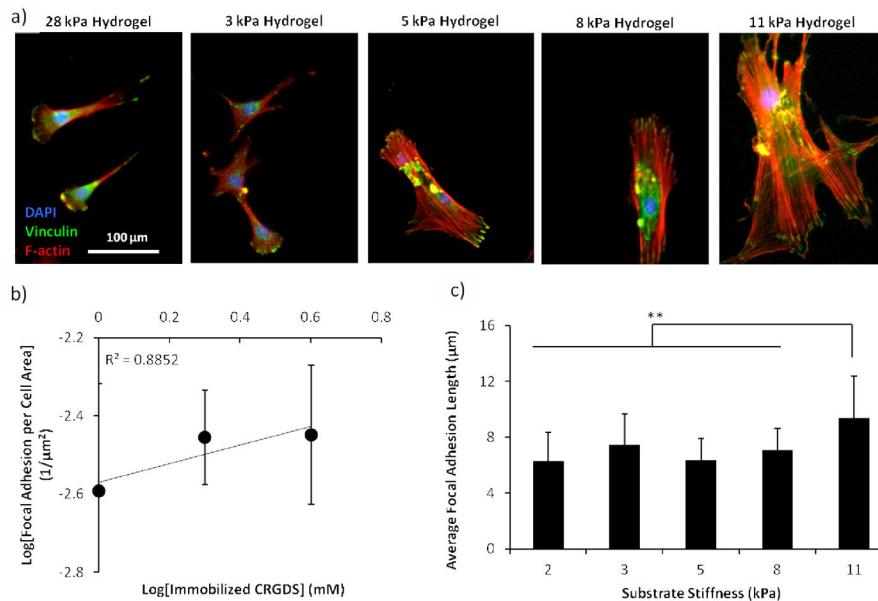 a)
28 kPa Hydrogel
3 kPa Hydrogel
5 kPa Hydrogel
8 kPa Hydrogel
11 kPa Hydrogel
DAPI
Vinculin
F-actin
100 µm
b)
0
0.2
0.4
0.6
0.8
-2.2
-2.4
-2.6
-2.8
R² = 0.8852
Log[Focal Adhesion per Cell Area]
(1/µm²)
Log[Immobilized CRGDS] (mM)
c)
**
16
12
8
4
0
Average Focal Adhesion Length (µm)
2
3
5
8
11
Substrate Stiffness (kPa)